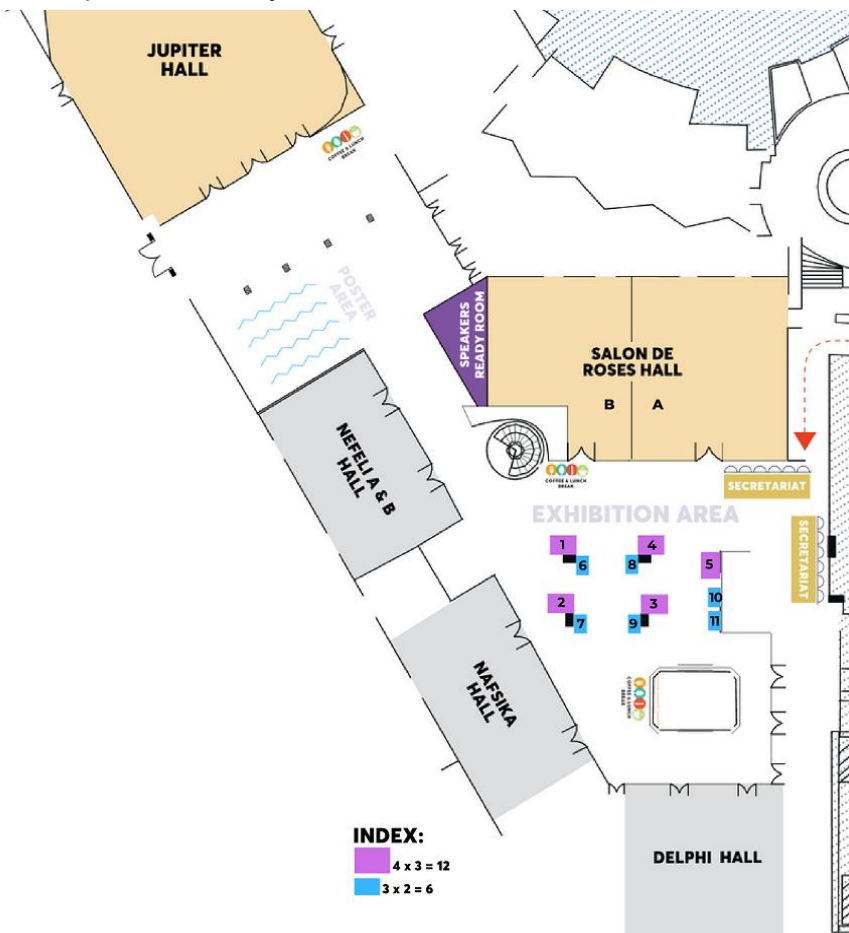 JUPITER
HALL
COFFEE & LUNCH
BREAK
POSTER
AREA
SPEAKERS
READY ROOM
SALON DE
ROSES HALL
B
A
NEFELI A & B
HALL
COFFEE & LUNCH
BREAK
SECRETARIAT
EXHIBITION AREA
SECRETARIAT
1
4
6
8
5
10
2
3
7
9
11
NAFSIKA
HALL
COFFEE & LUNCH
BREAK
INDEX:
4 x 3 = 12
3 x 2 = 6
DELPHI HALL